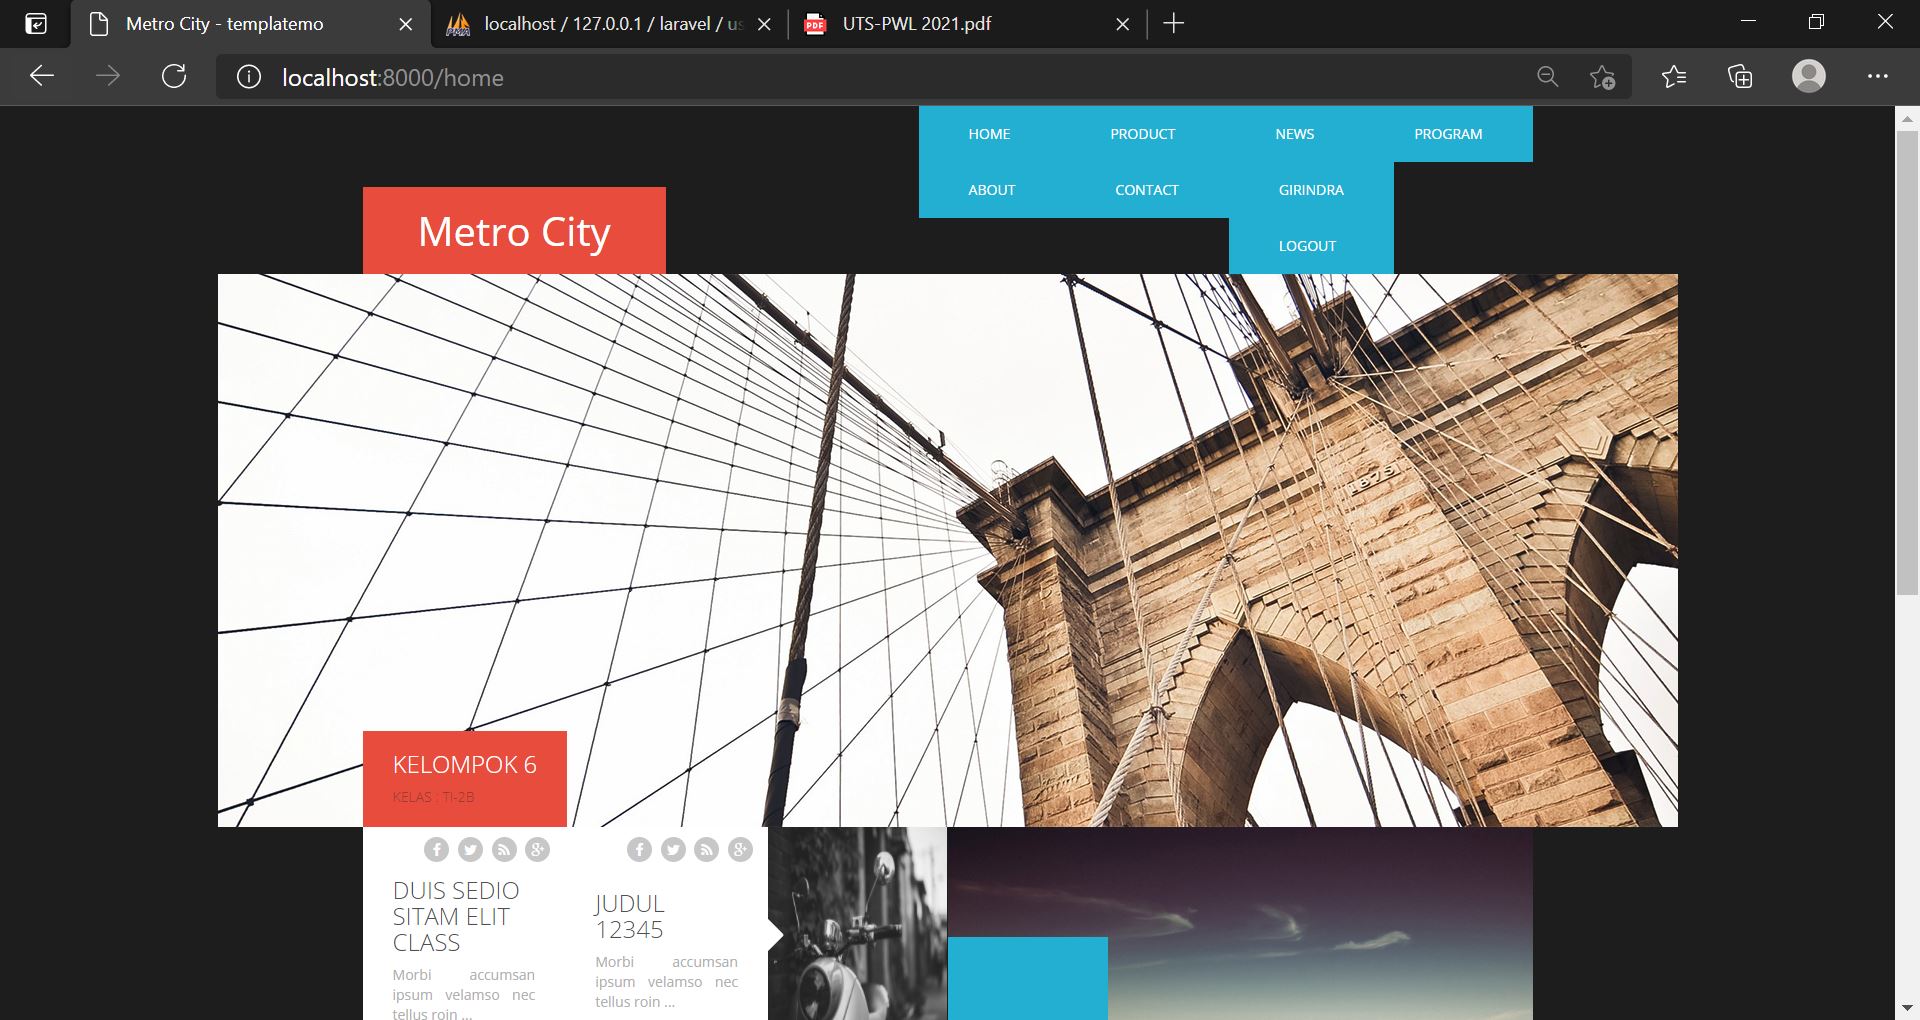 Metro City - templatemo
localhost / 127.0.0.1 / laravel / us
UTS-PWL 2021.pdf
localhost:8000/home
HOME PRODUCT NEWS PROGRAM
ABOUT CONTACT GIRINDRA
LOGOUT
Metro City
1875
KELOMPOK 6
KELAS : TI-2B
DUIS SEDIO
SITAM ELIT
CLASS
Morbi accumsan
ipsum velamso nec
tellus roin ...
JUDUL
12345
Morbi accumsan
ipsum velamso nec
tellus roin ...